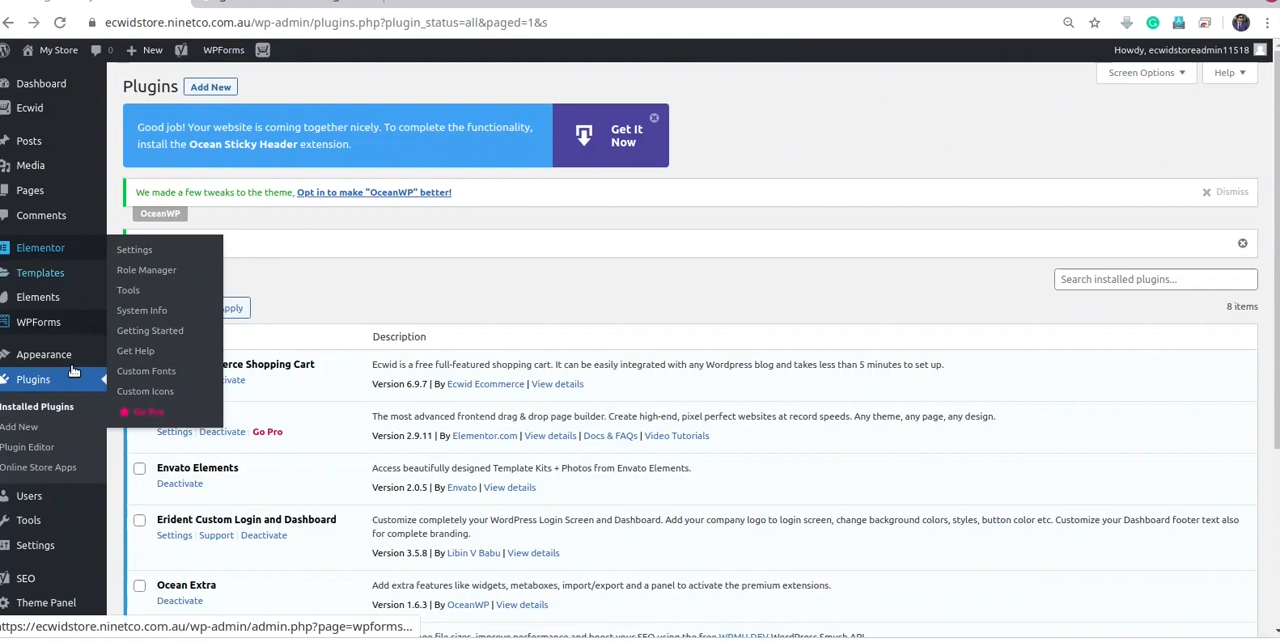 ecwidstore.ninetco.com.au/wp-admin/plugins.php?plugin_status=all&paged=1&s
My Store 0 New WPForms
Howdy, ecwidstoreadmin11518
Dashboard
Ecwid
Posts
Media
Pages
Comments
Elementor
Templates
Elements
WPForms
Appearance
Plugins
Installed Plugins
Add New
Plugin Editor
Online Store Apps
Users
Tools
Settings
SEO
Theme Panel
Settings
Role Manager
Tools
System Info
Getting Started
Get Help
Custom Fonts
Custom Icons
Go Pro
Screen Options Help
Plugins Add New
Good job! Your website is coming together nicely. To complete the functionality,
install the Ocean Sticky Header extension.
Get It
Now
We made a few tweaks to the theme, Opt in to make "OceanWP" better!
Dismiss
OceanWP
Search installed plugins...
8 items
Description
Shopping Cart
Ecwid is a free full-featured shopping cart. It can be easily integrated with any Wordpress blog and takes less than 5 minutes to set up.
Version 6.9.7 | By Ecwid Ecommerce | View details
The most advanced frontend drag & drop page builder. Create high-end, pixel perfect websites at record speeds. Any theme, any page, any design.
Settings | Deactivate | Go Pro
Version 2.9.11 | By Elementor.com | View details | Docs & FAQs | Video Tutorials
Envato Elements
Access beautifully designed Template Kits + Photos from Envato Elements.
Deactivate
Version 2.0.5 | By Envato | View details
Erident Custom Login and Dashboard
Customize completely your WordPress Login Screen and Dashboard. Add your company logo to login screen, change background colors, styles, button color etc. Customize your Dashboard footer text also
for complete branding.
Settings | Support | Deactivate
Version 3.5.8 | By Libin V Babu | View details
Ocean Extra
Add extra features like widgets, metaboxes, import/export and a panel to activate the premium extensions.
Deactivate
Version 1.6.3 | By OceanWP | View details
https://ecwidstore.ninetco.com.au/wp-admin/admin.php?page=wpforms...